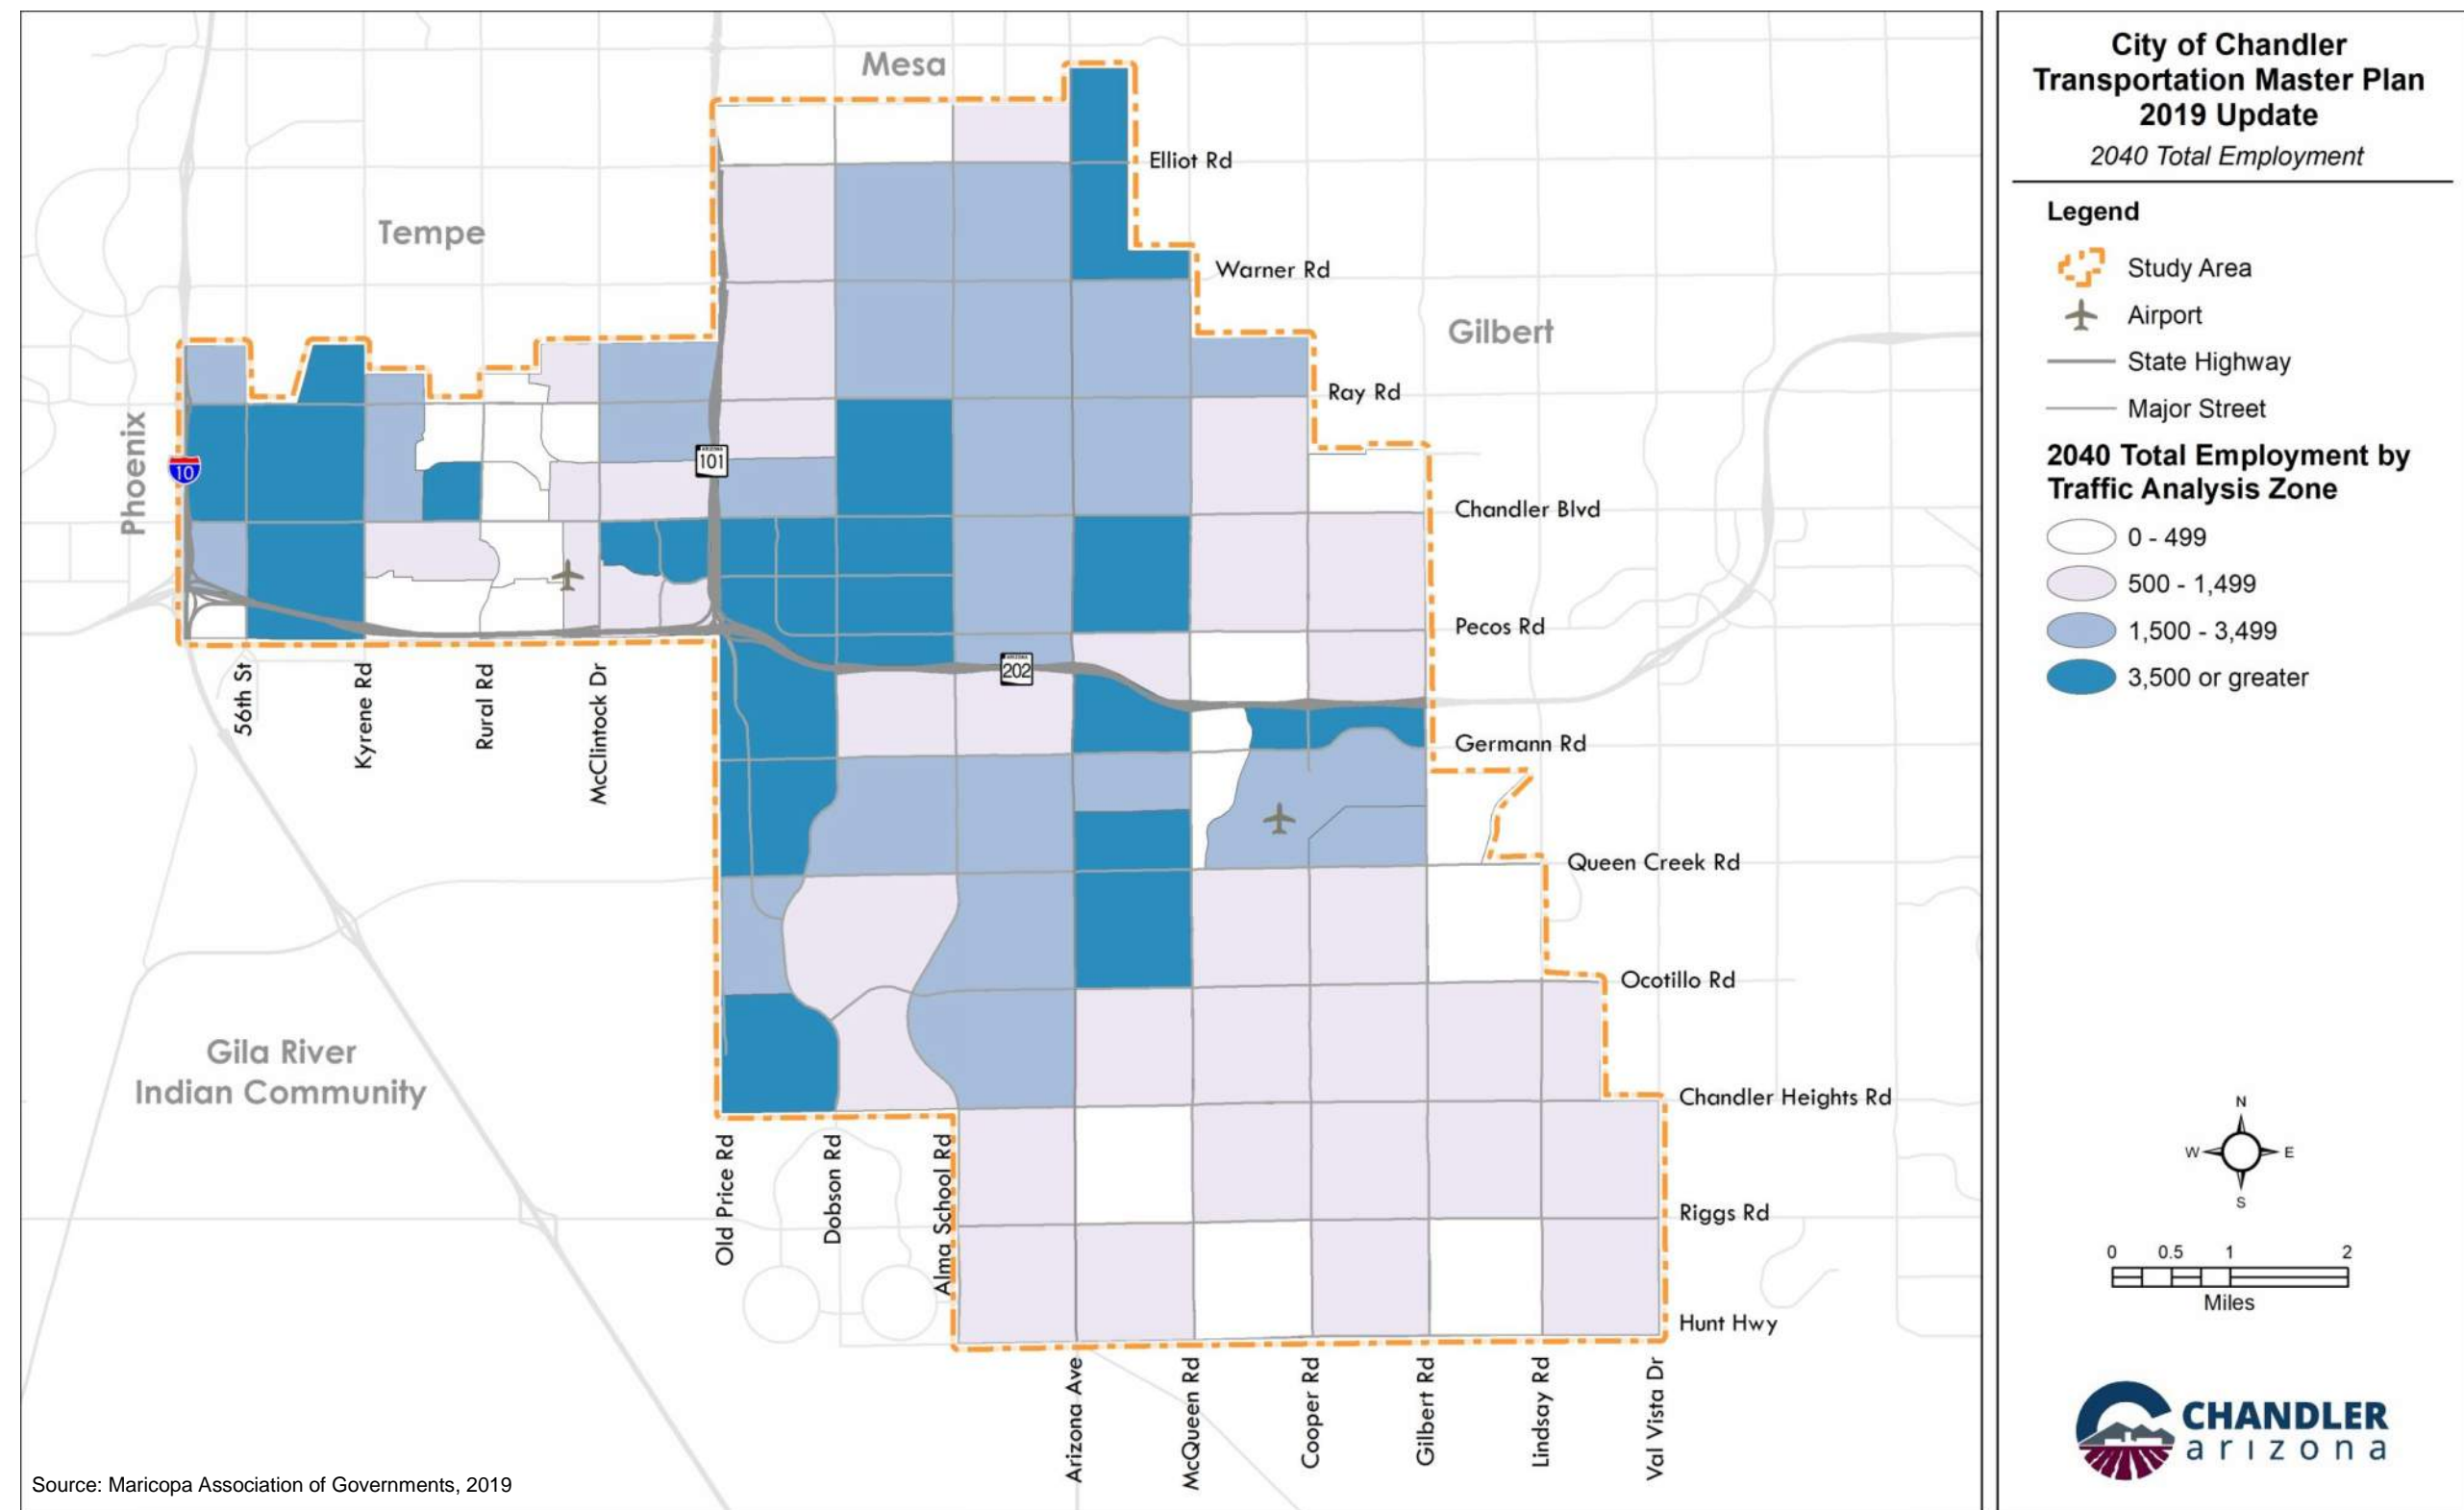 Mesa
Elliot Rd
Tempe
Warner Rd
Gilbert
Ray Rd
Phoenix
10
ARIZONA
101
Chandler Blvd
Pecos Rd
ARIZONA
202
56th St
Kyrene Rd
Rural Rd
McClintock Dr
Germann Rd
Queen Creek Rd
Ocotillo Rd
Gila River
Indian Community
Chandler Heights Rd
Old Price Rd
Dobson Rd
Alma School Rd
Riggs Rd
Hunt Hwy
Arizona Ave
McQueen Rd
Cooper Rd
Gilbert Rd
Lindsay Rd
Val Vista Dr
Source: Maricopa Association of Governments, 2019
City of Chandler
Transportation Master Plan
2019 Update
2040 Total Employment
Legend
Study Area
Airport
State Highway
Major Street
2040 Total Employment by
Traffic Analysis Zone
0 - 499
500 - 1,499
1,500 - 3,499
3,500 or greater
N
W E
S
0 0.5 1 2
Miles
CHANDLER
arizona